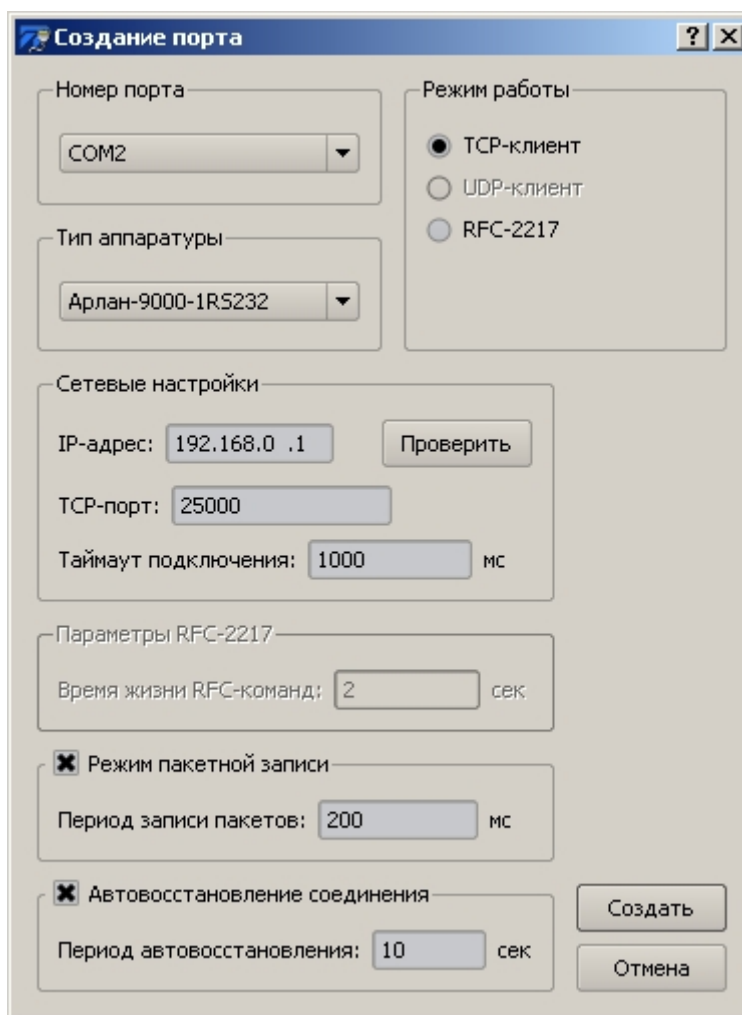 Создание порта
Номер порта
COM2
Режим работы
TCP-клиент
UDP-клиент
RFC-2217
Тип аппаратуры
Арлан-9000-1RS232
Сетевые настройки
IP-адрес: 192.168.0 .1 Проверить
TCP-порт: 25000
Таймаут подключения: 1000 мс
Параметры RFC-2217
Время жизни RFC-команд: 2 сек
Режим пакетной записи
Период записи пакетов: 200 мс
Автовосстановление соединения
Период автовосстановления: 10 сек
Создать
Отмена